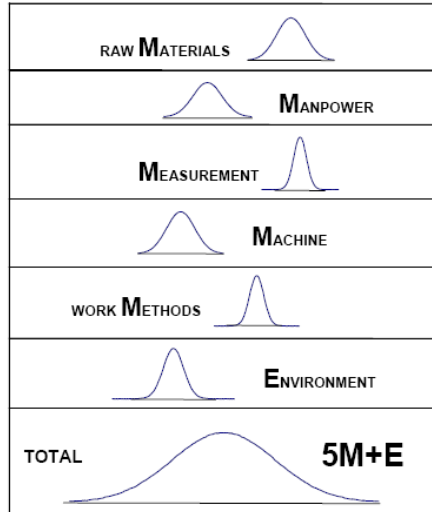 RAW MATERIALS
MANPOWER
MEASUREMENT
MACHINE
WORK METHODS
ENVIRONMENT
TOTAL 5M+E